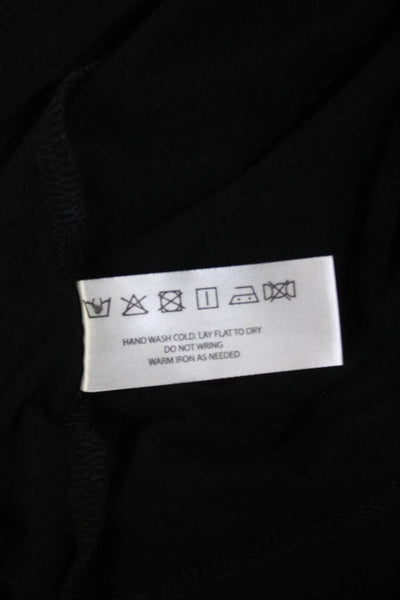 HAND WASH COLD. LAY FLAT TO DRY
DO NOT WRING
WARM IRON AS NEEDED